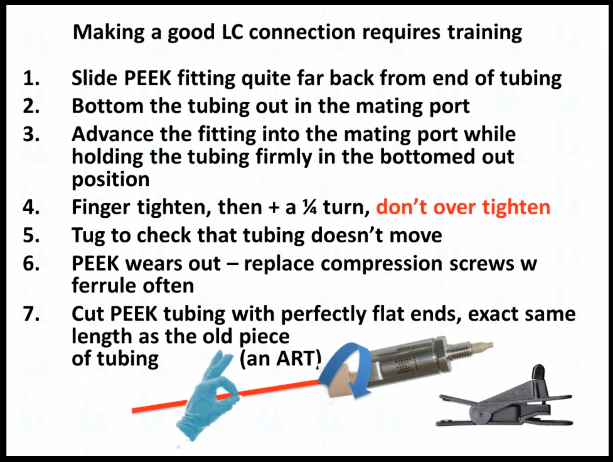 Making a good LC connection requires training
1. Slide PEEK fitting quite far back from end of tubing
2. Bottom the tubing out in the mating port
3. Advance the fitting into the mating port while
holding the tubing firmly in the bottomed out
position
4. Finger tighten, then + a ¼ turn, don't over tighten
5. Tug to check that tubing doesn't move
6. PEEK wears out – replace compression screws w
ferrule often
7. Cut PEEK tubing with perfectly flat ends, exact same
length as the old piece
of tubing (an ART)